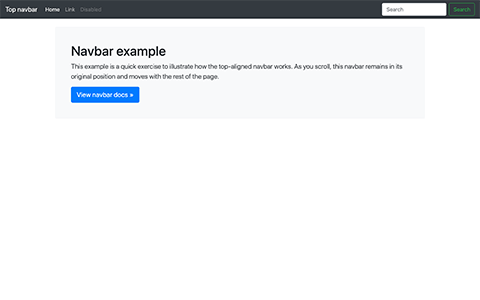 Top navbar Home Link Disabled Search Search
Navbar example
This example is a quick exercise to illustrate how the top-aligned navbar works. As you scroll, this navbar remains in its
original position and moves with the rest of the page.
View navbar docs »